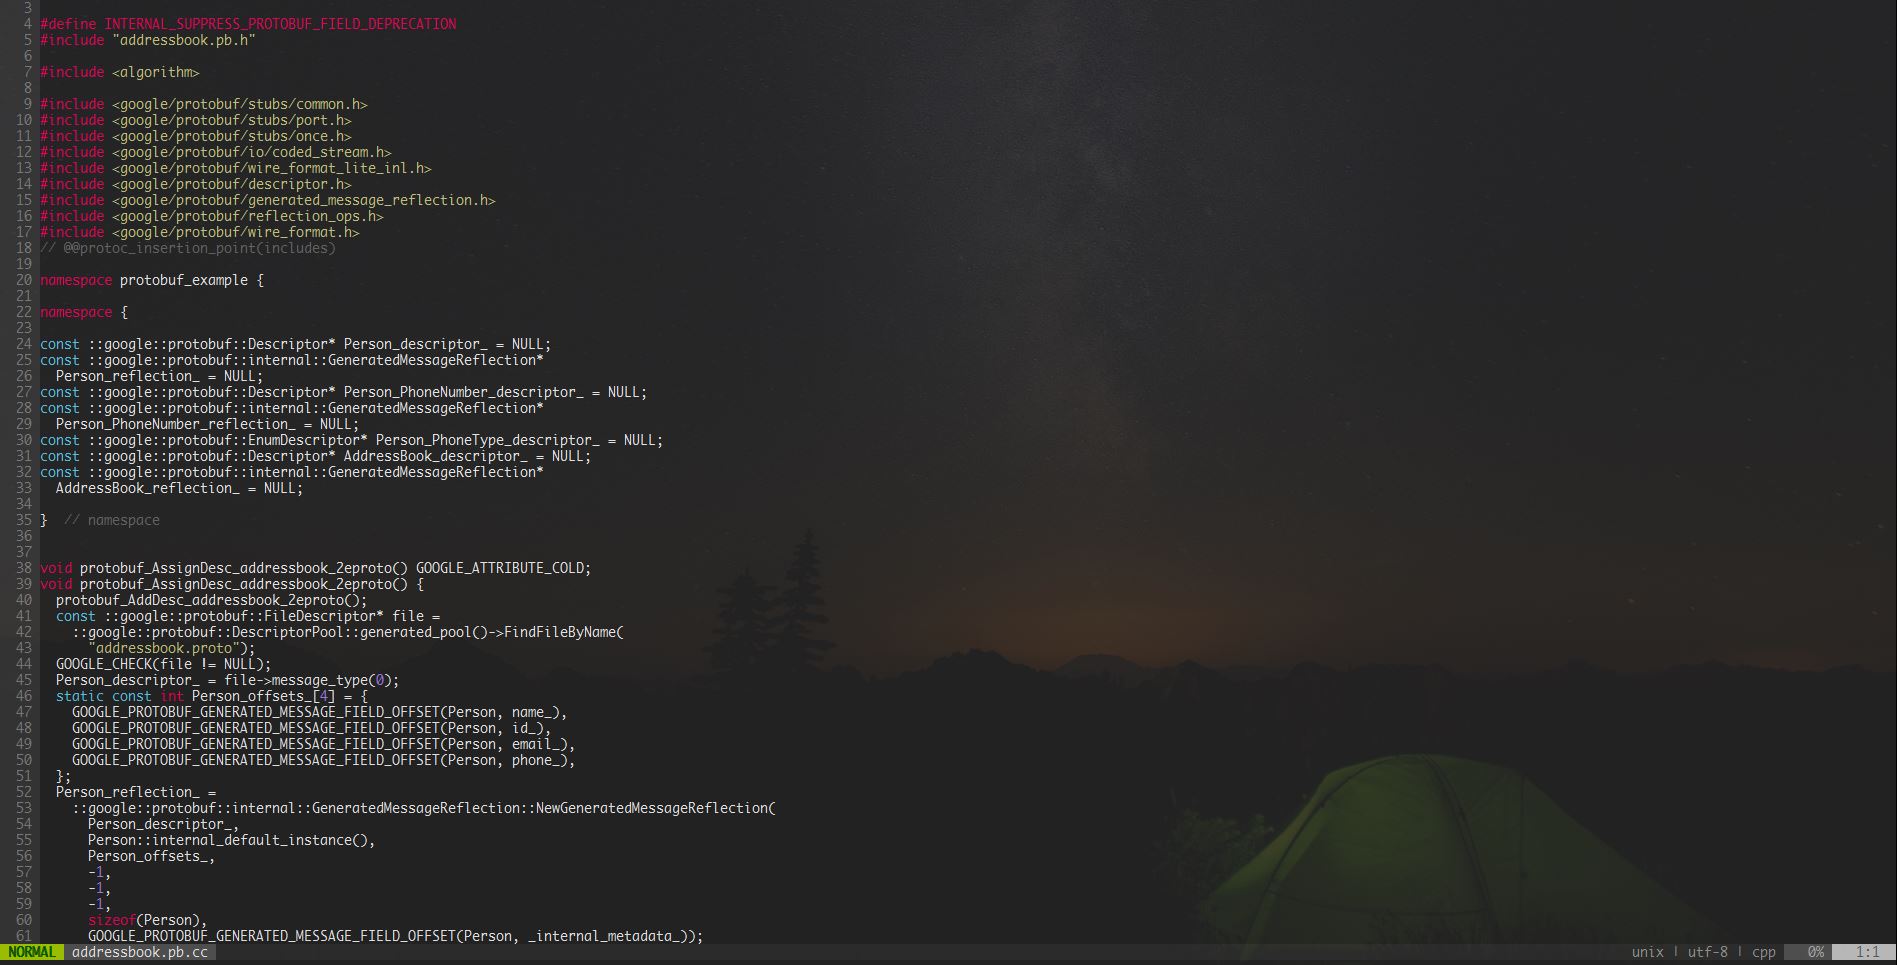 3
4 #define INTERNAL_SUPPRESS_PROTOBUF_FIELD_DEPRECATION
5 #include "addressbook.pb.h"
6
7 #include <algorithm>
8
9 #include <google/protobuf/stubs/common.h>
10 #include <google/protobuf/stubs/port.h>
11 #include <google/protobuf/stubs/once.h>
12 #include <google/protobuf/io/coded_stream.h>
13 #include <google/protobuf/wire_format_lite_inl.h>
14 #include <google/protobuf/descriptor.h>
15 #include <google/protobuf/generated_message_reflection.h>
16 #include <google/protobuf/reflection_ops.h>
17 #include <google/protobuf/wire_format.h>
18 // @@protoc_insertion_point(includes)
19
20 namespace protobuf_example {
21
22 namespace {
23
24 const ::google::protobuf::Descriptor* Person_descriptor_ = NULL;
25 const ::google::protobuf::internal::GeneratedMessageReflection*
26   Person_reflection_ = NULL;
27 const ::google::protobuf::Descriptor* Person_PhoneNumber_descriptor_ = NULL;
28 const ::google::protobuf::internal::GeneratedMessageReflection*
29   Person_PhoneNumber_reflection_ = NULL;
30 const ::google::protobuf::EnumDescriptor* Person_PhoneType_descriptor_ = NULL;
31 const ::google::protobuf::Descriptor* AddressBook_descriptor_ = NULL;
32 const ::google::protobuf::internal::GeneratedMessageReflection*
33   AddressBook_reflection_ = NULL;
34
35 }  // namespace
36
37
38 void protobuf_AssignDesc_addressbook_2eproto() GOOGLE_ATTRIBUTE_COLD;
39 void protobuf_AssignDesc_addressbook_2eproto() {
40   protobuf_AddDesc_addressbook_2eproto();
41   const ::google::protobuf::FileDescriptor* file =
42     ::google::protobuf::DescriptorPool::generated_pool()->FindFileByName(
43       "addressbook.proto");
44   GOOGLE_CHECK(file != NULL);
45   Person_descriptor_ = file->message_type(0);
46   static const int Person_offsets_[4] = {
47     GOOGLE_PROTOBUF_GENERATED_MESSAGE_FIELD_OFFSET(Person, name_),
48     GOOGLE_PROTOBUF_GENERATED_MESSAGE_FIELD_OFFSET(Person, id_),
49     GOOGLE_PROTOBUF_GENERATED_MESSAGE_FIELD_OFFSET(Person, email_),
50     GOOGLE_PROTOBUF_GENERATED_MESSAGE_FIELD_OFFSET(Person, phone_),
51   };
52   Person_reflection_ =
53     ::google::protobuf::internal::GeneratedMessageReflection::NewGeneratedMessageReflection(
54       Person_descriptor_,
55       Person::internal_default_instance(),
56       Person_offsets_,
57       -1,
58       -1,
59       -1,
60       sizeof(Person),
61       GOOGLE_PROTOBUF_GENERATED_MESSAGE_FIELD_OFFSET(Person, _internal_metadata_));
NORMAL addressbook.pb.cc unix | utf-8 | cpp 0% 1:1